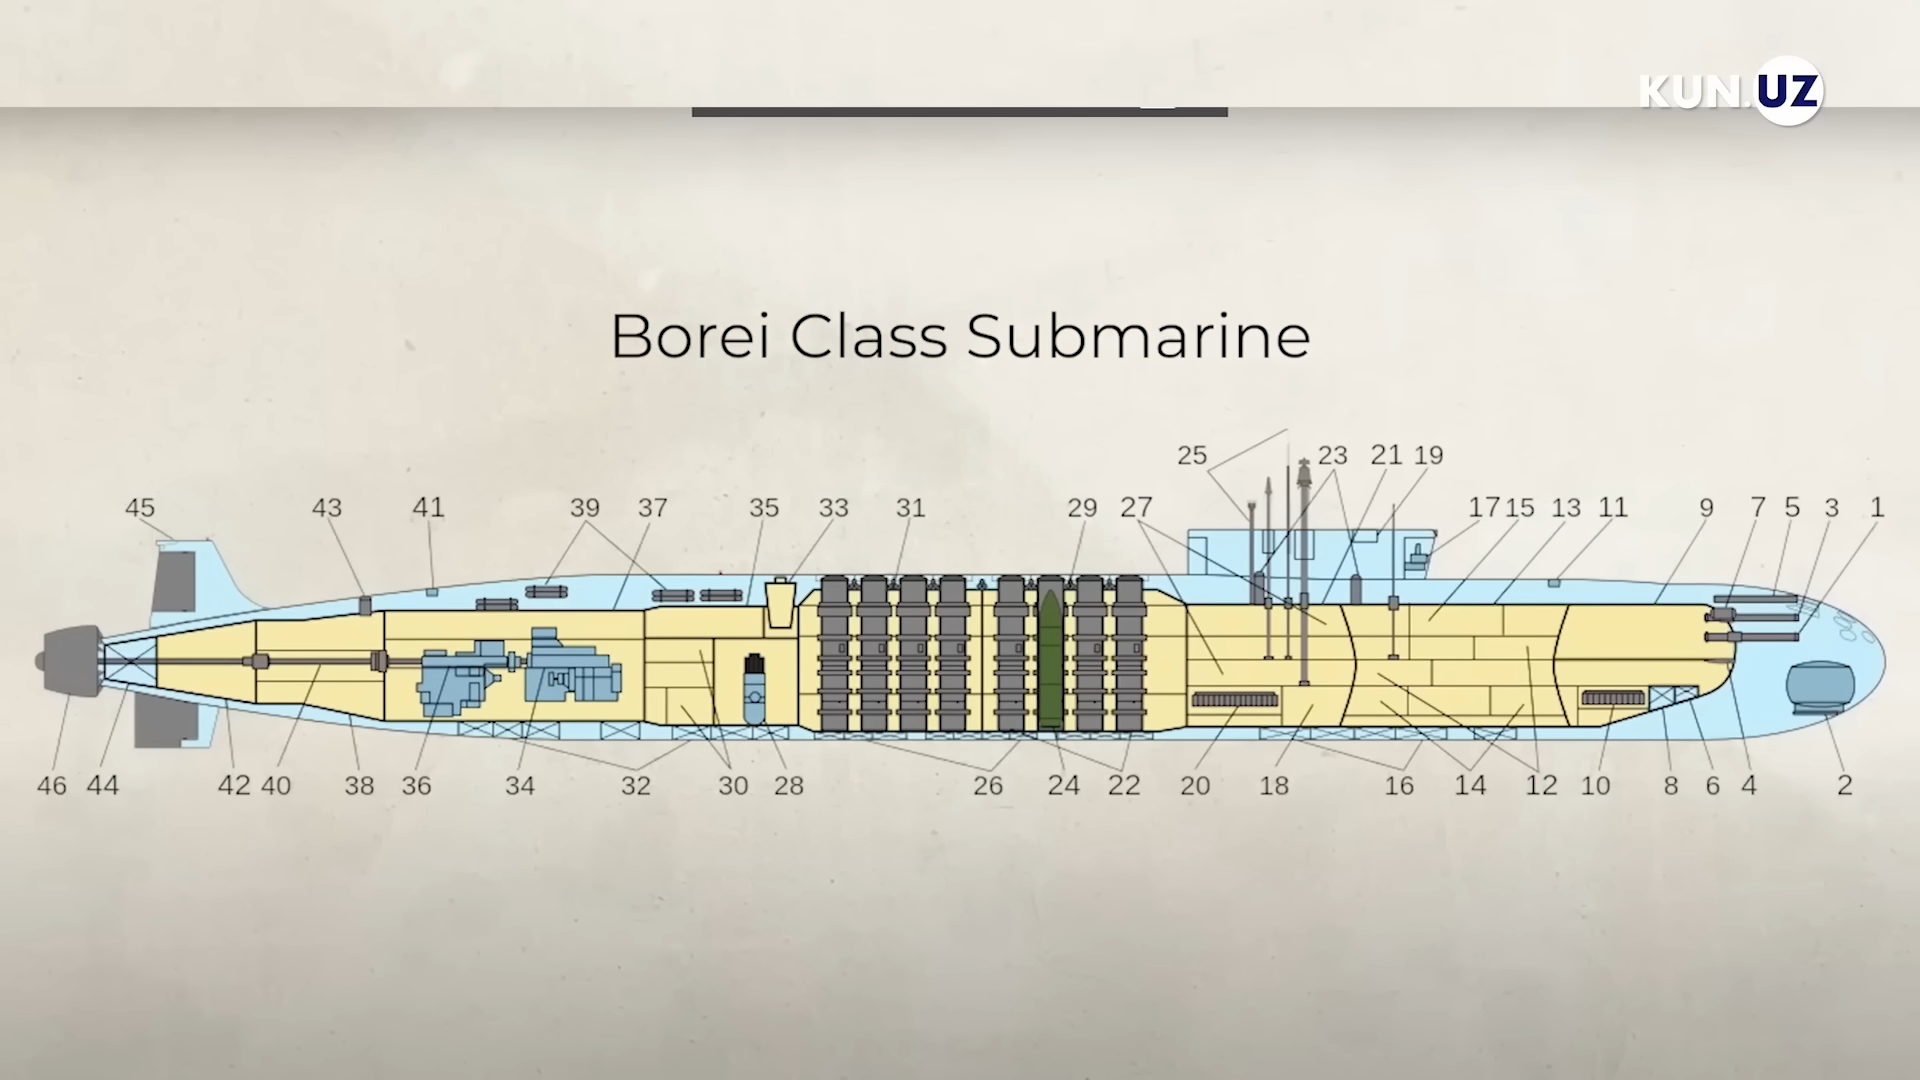 KUN.UZ
Borei Class Submarine
25 23 21 19
45 43 41 39 37 35 33 31 29 27 17 15 13 11 9 7 5 3 1
46 44 42 40 38 36 34 32 30 28 26 24 22 20 18 16 14 12 10 8 6 4 2